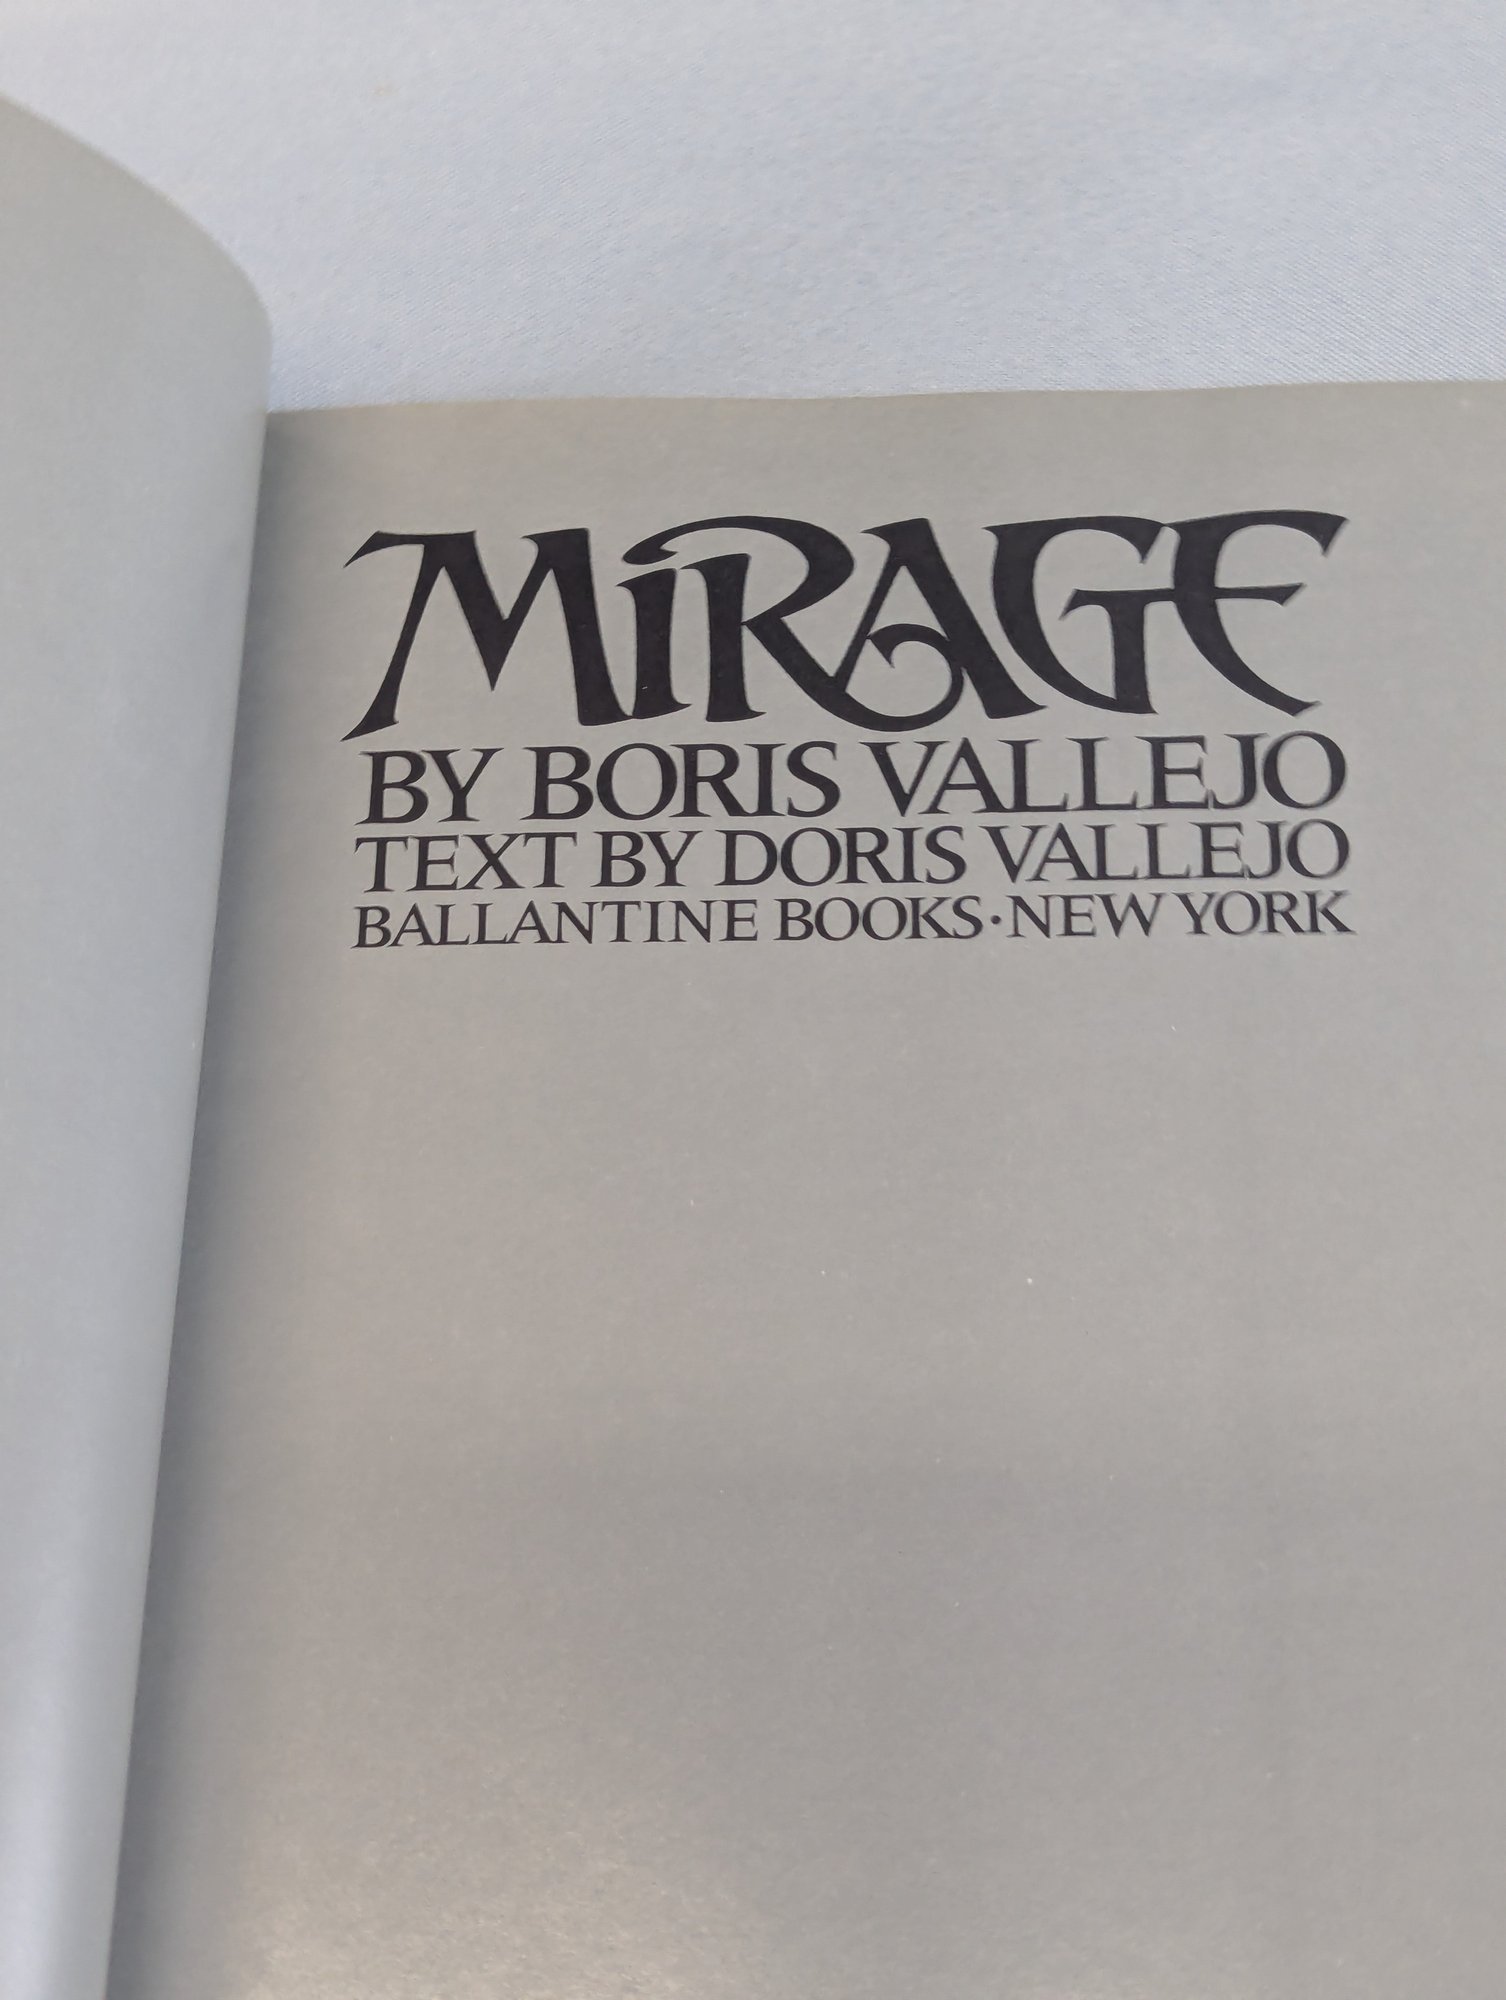 MiRAGE
BY BORIS VALLEJO
TEXT BY DORIS VALLEJO
BALLANTINE BOOKS·NEW YORK